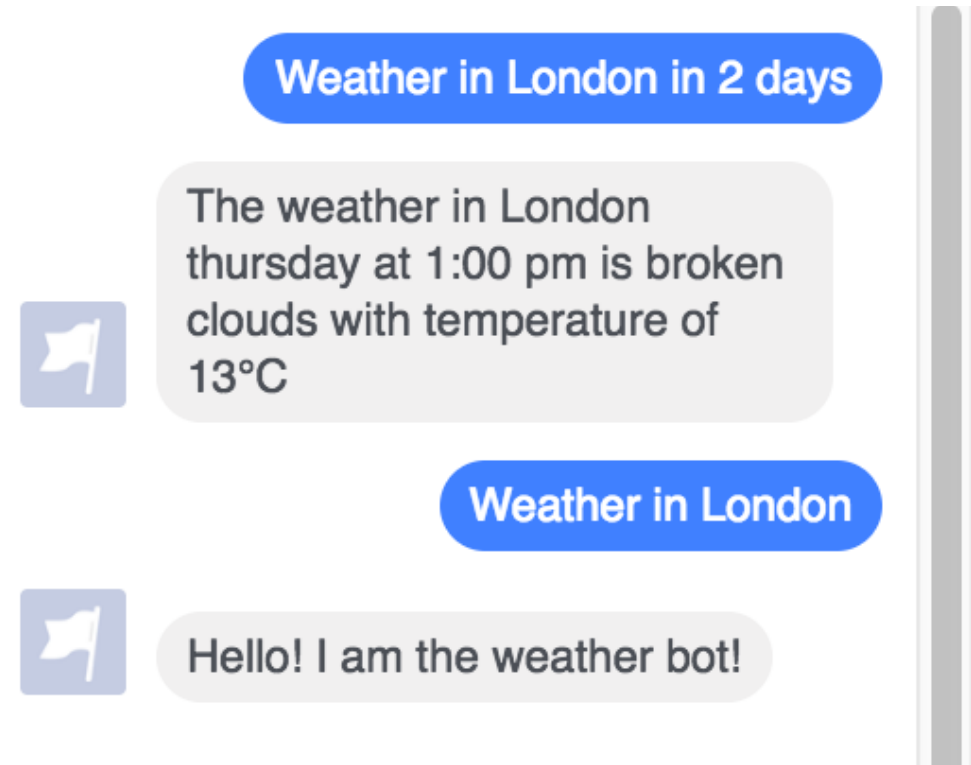 Weather in London in 2 days
The weather in London
thursday at 1:00 pm is broken
clouds with temperature of
13°C
Weather in London
Hello! I am the weather bot!